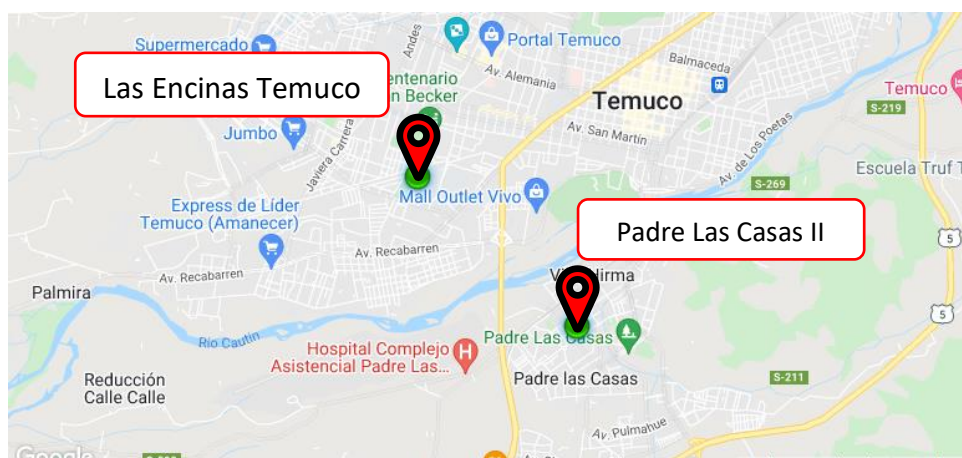 Supermercado
Andes
Portal Temuco
Balmaceda
Las Encinas Temuco
Av. Alemania
Temuco
Temuco
S-219
Jumbo
Javiera Carrera
Av. San Martín
Av. de Los Poetas
Escuela Truf T
S-269
Mall Outlet Vivo
Express de Líder
Temuco (Amanecer)
Padre Las Casas II
5
Av. Recabarren
Av. Recabarren
Palmira
5
Río Cautín
Padre Las Casas
Hospital Complejo
Asistencial Padre Las...
Reducción
Calle Calle
Padre las Casas
S-211
Av. Pulmahue
Google